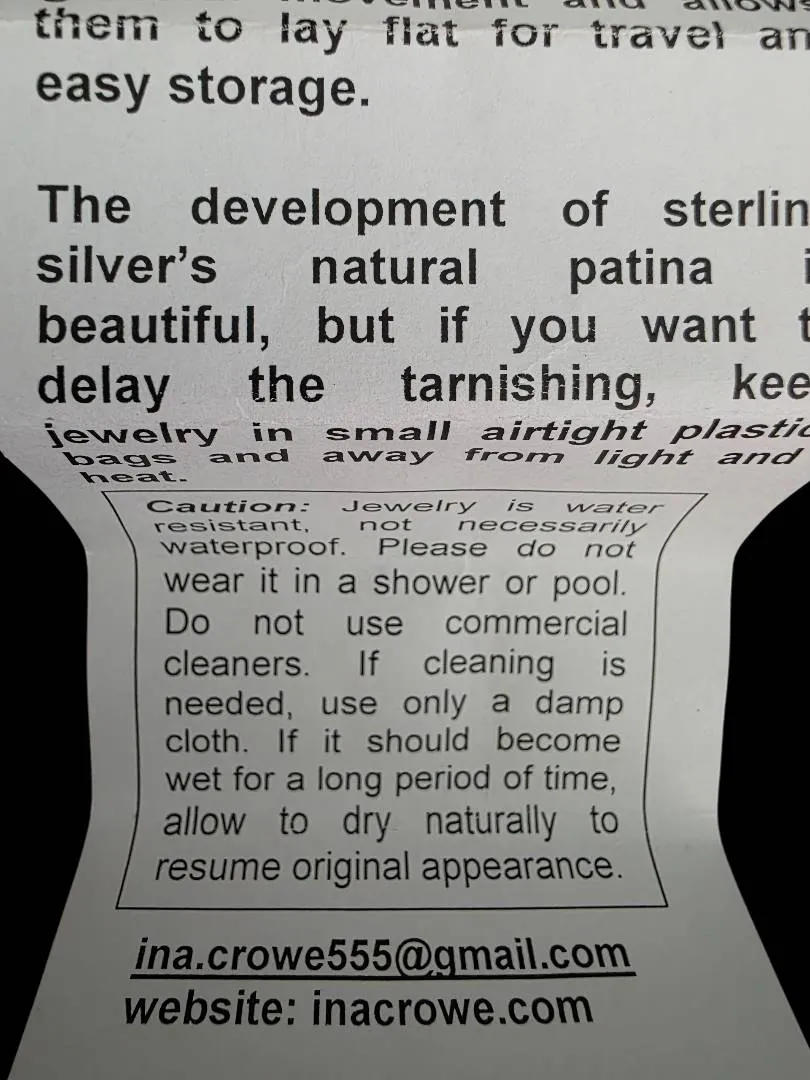 them to lay flat for travel an
easy storage.
The development of sterlin
silver's natural patina i
beautiful, but if you want t
delay the tarnishing, kee
jewelry in small airtight plastic
bags and away from light and
heat.
Caution: Jewelry is water
resistant, not necessarily
waterproof. Please do not
wear it in a shower or pool.
Do not use commercial
cleaners. If cleaning is
needed, use only a damp
cloth. If it should become
wet for a long period of time,
allow to dry naturally to
resume original appearance.
ina.crowe555@gmail.com
website: inacrowe.com